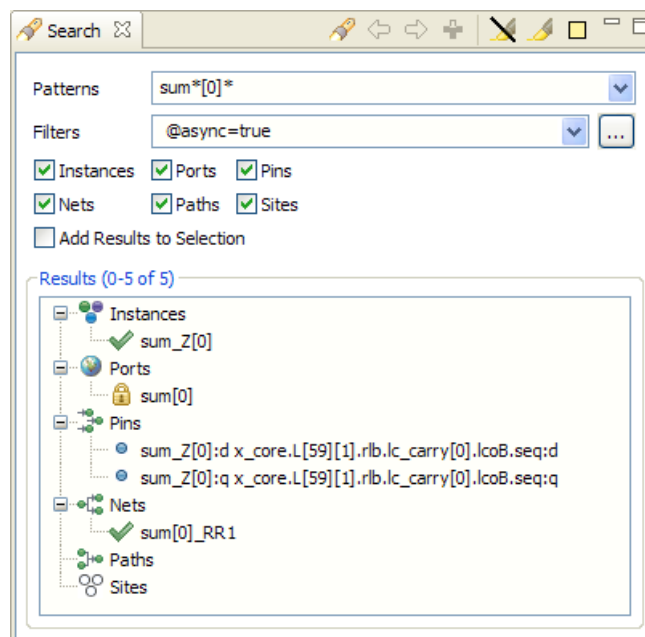 Search
Patterns sum*[0]*
Filters @async=true ...
Instances Ports Pins
Nets Paths Sites
Add Results to Selection
Results (0-5 of 5)
Instances
sum_Z[0]
Ports
sum[0]
Pins
sum_Z[0]:d x_core.L[59][1].rlb.lc_carry[0].lcoB.seq:d
sum_Z[0]:q x_core.L[59][1].rlb.lc_carry[0].lcoB.seq:q
Nets
sum[0]_RR1
Paths
Sites